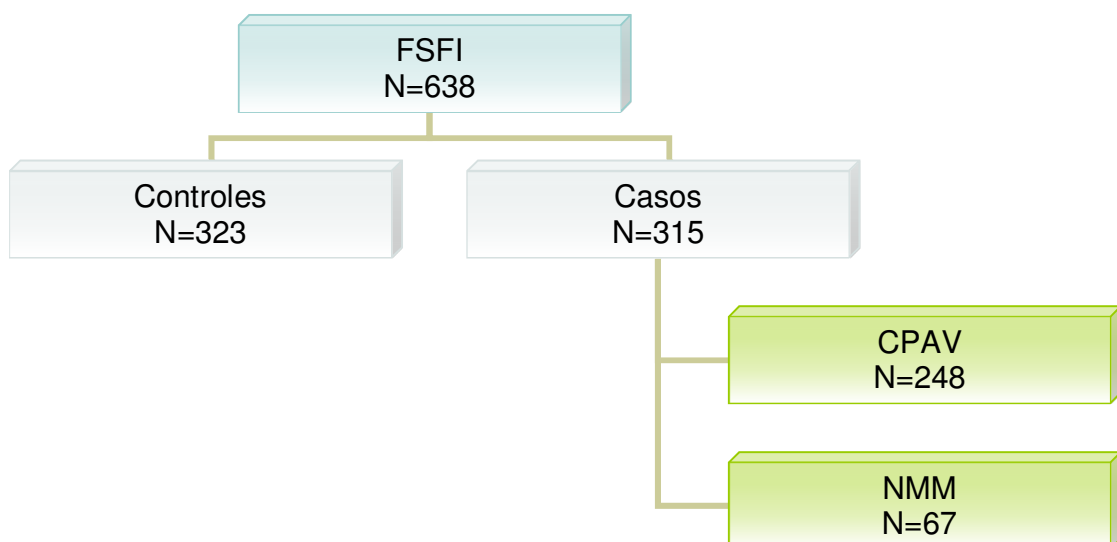 FSFI
N=638
Controles
N=323
Casos
N=315
CPAV
N=248
NMM
N=67